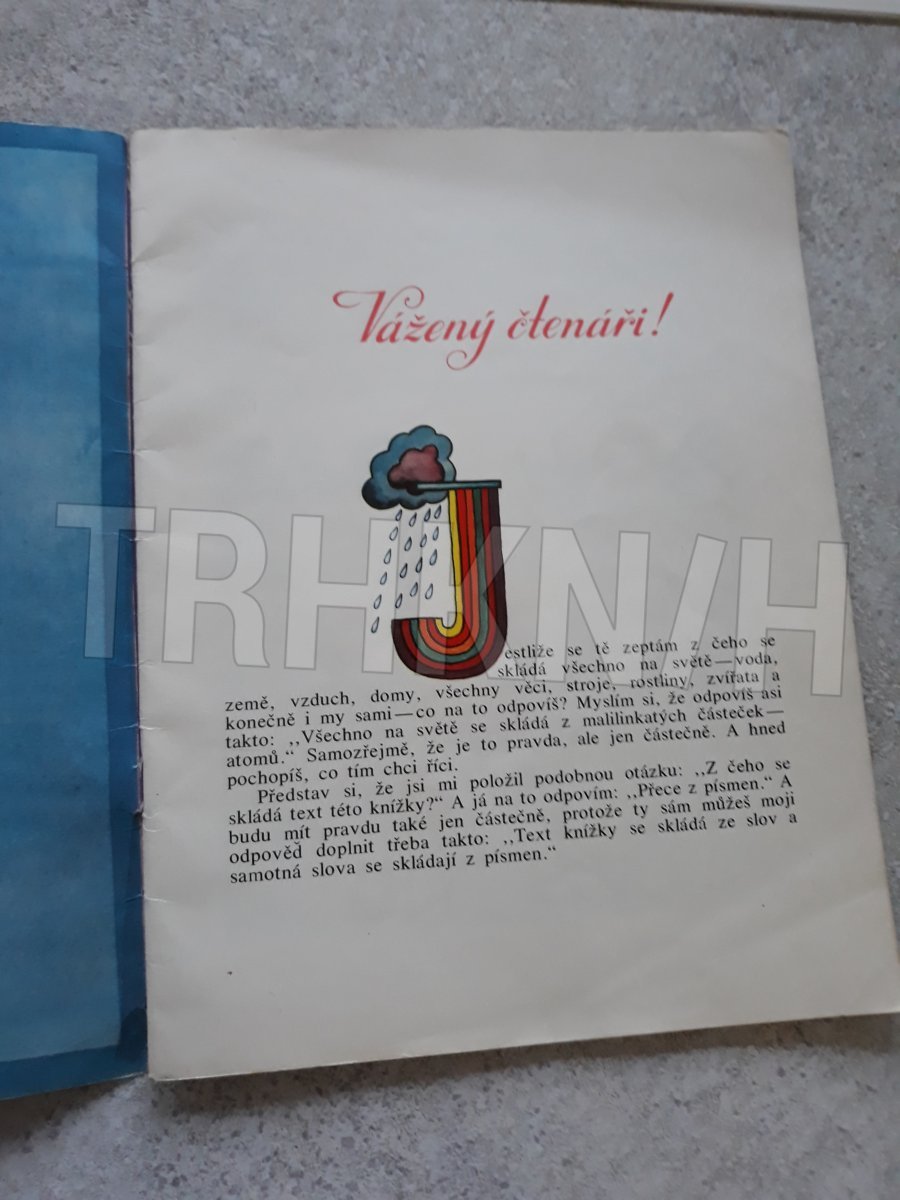 Vážený čtenáři!
Jestliže se tě zeptám z čeho se
skládá všechno na světě — voda,
země, vzduch, domy, všechny věci, stroje, rostliny, zvířata a
konečně i my sami — co na to odpovíš? Myslím si, že odpovíš asi
takto: ,,Všechno na světě se skládá z malilinkatých částeček —
atomů.“ Samozřejmě, že je to pravda, ale jen částečně. A hned
pochopíš, co tím chci říci.
Představ si, že jsi mi položil podobnou otázku: ,,Z čeho se
skládá text této knížky?“ A já na to odpovím: ,,Přece z písmen.“ A
budu mít pravdu také jen částečně, protože ty sám můžeš moji
odpověď doplnit třeba takto: ,,Text knížky se skládá ze slov a
samotná slova se skládají z písmen.“
TRHKN/H